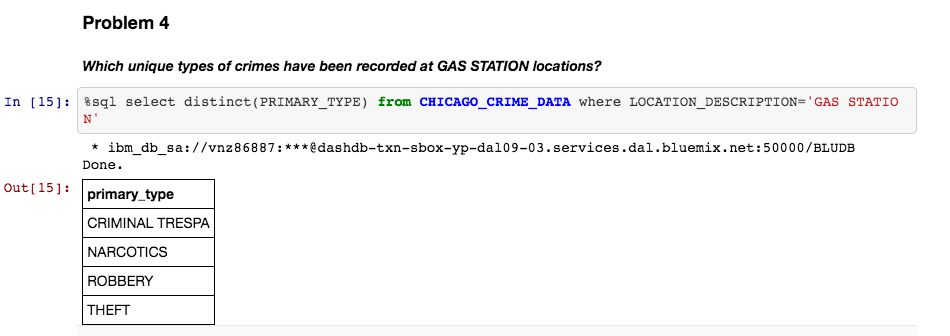 Problem 4
Which unique types of crimes have been recorded at GAS STATION locations?
In [15]: %sql select distinct(PRIMARY_TYPE) from CHICAGO_CRIME_DATA where LOCATION_DESCRIPTION='GAS STATIO
N'
* ibm_db_sa://vnz86887:***@dashdb-txn-sbox-yp-dal09-03.services.dal.bluemix.net:50000/BLUDB
Done.
Out[15]: primary_type
CRIMINAL TRESPA
NARCOTICS
ROBBERY
THEFT